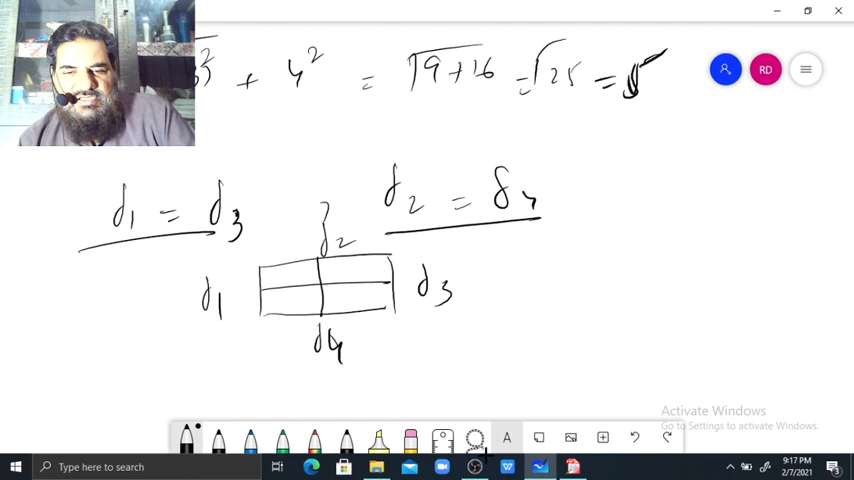 √3² + 4² = √9+16 = √25 = 5
d1 = d3 d2 = d4
d2
d1 d3
d4
RD
A
Activate Windows
Go to Settings to activate Windows.
Type here to search
9:17 PM
2/7/2021
3